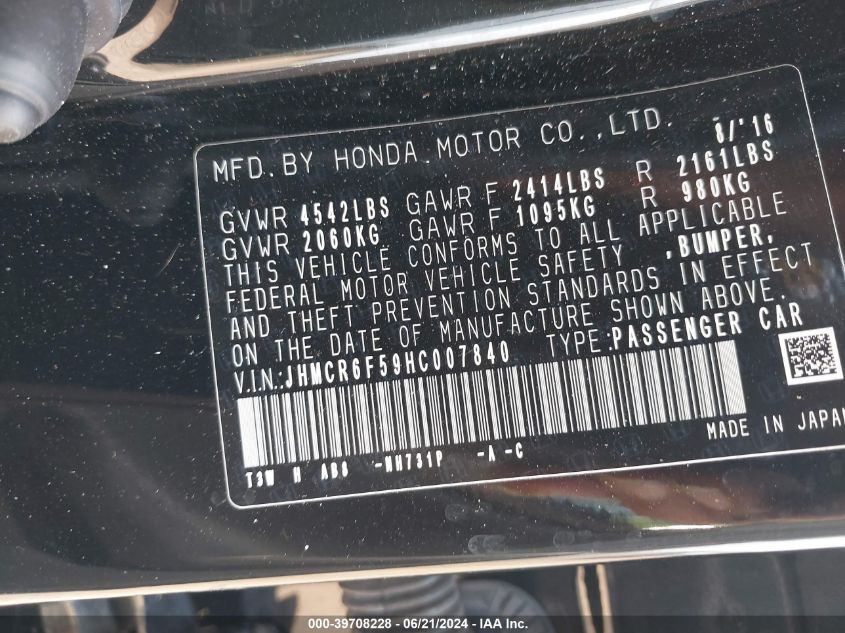 MFD. BY HONDA MOTOR CO., LTD. 8/'16
GVWR 4542LBS GAWR F 2414LBS R 2161LBS
GVWR 2060KG GAWR F 1095KG R 980KG
THIS VEHICLE CONFORMS TO ALL APPLICABLE
FEDERAL MOTOR VEHICLE SAFETY ,BUMPER,
AND THEFT PREVENTION STANDARDS IN EFFECT
ON THE DATE OF MANUFACTURE SHOWN ABOVE.
V.I.N.:JHMCR6F59HC007840 TYPE:PASSENGER CAR
MADE IN JAPAN
-NH731P -A -C
000-39708228 - 06/21/2024 - IAA, Inc.